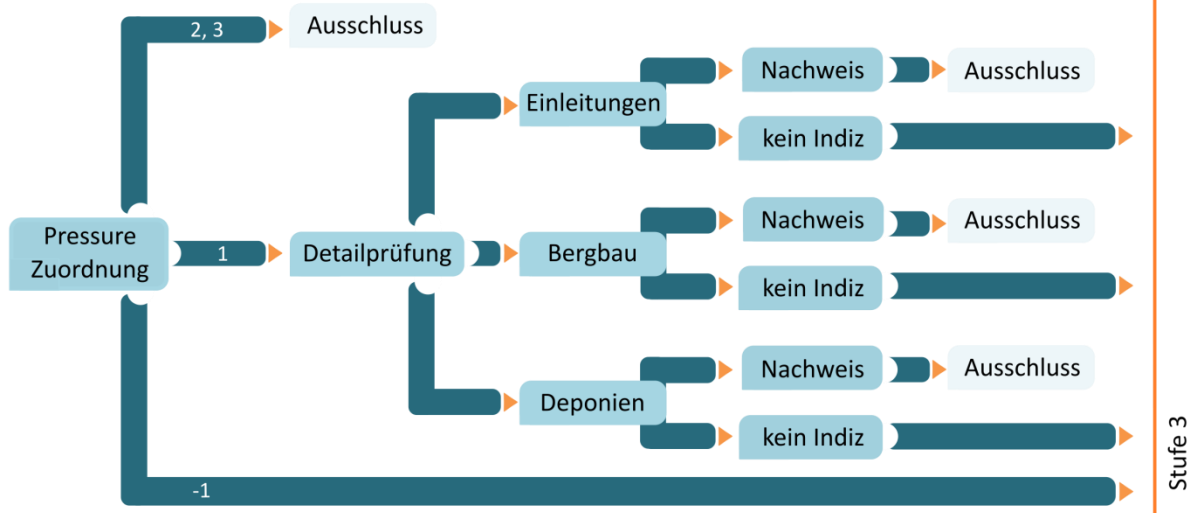 2, 3
Ausschluss
Pressure
Zuordnung
1
Detailprüfung
Einleitungen
Nachweis
Ausschluss
kein Indiz
Bergbau
Nachweis
Ausschluss
kein Indiz
Deponien
Nachweis
Ausschluss
kein Indiz
-1
Stufe 3